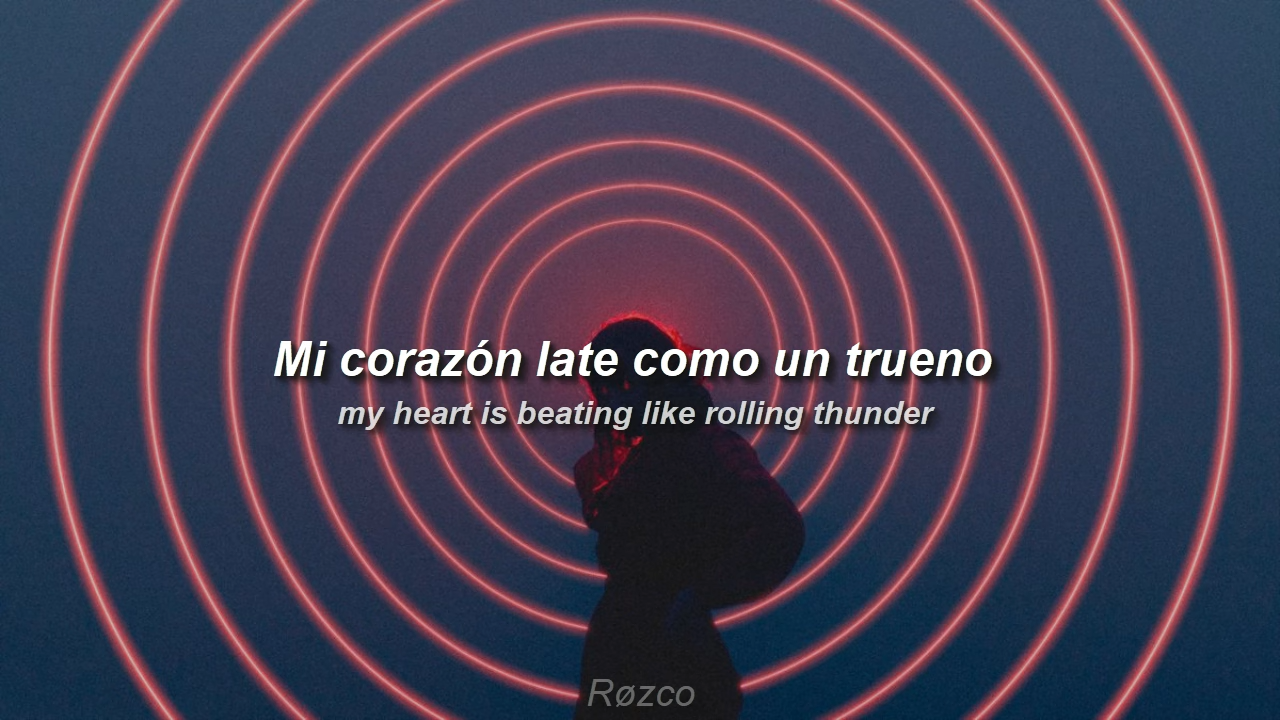 Mi corazón late como un trueno
my heart is beating like rolling thunder
Røzco